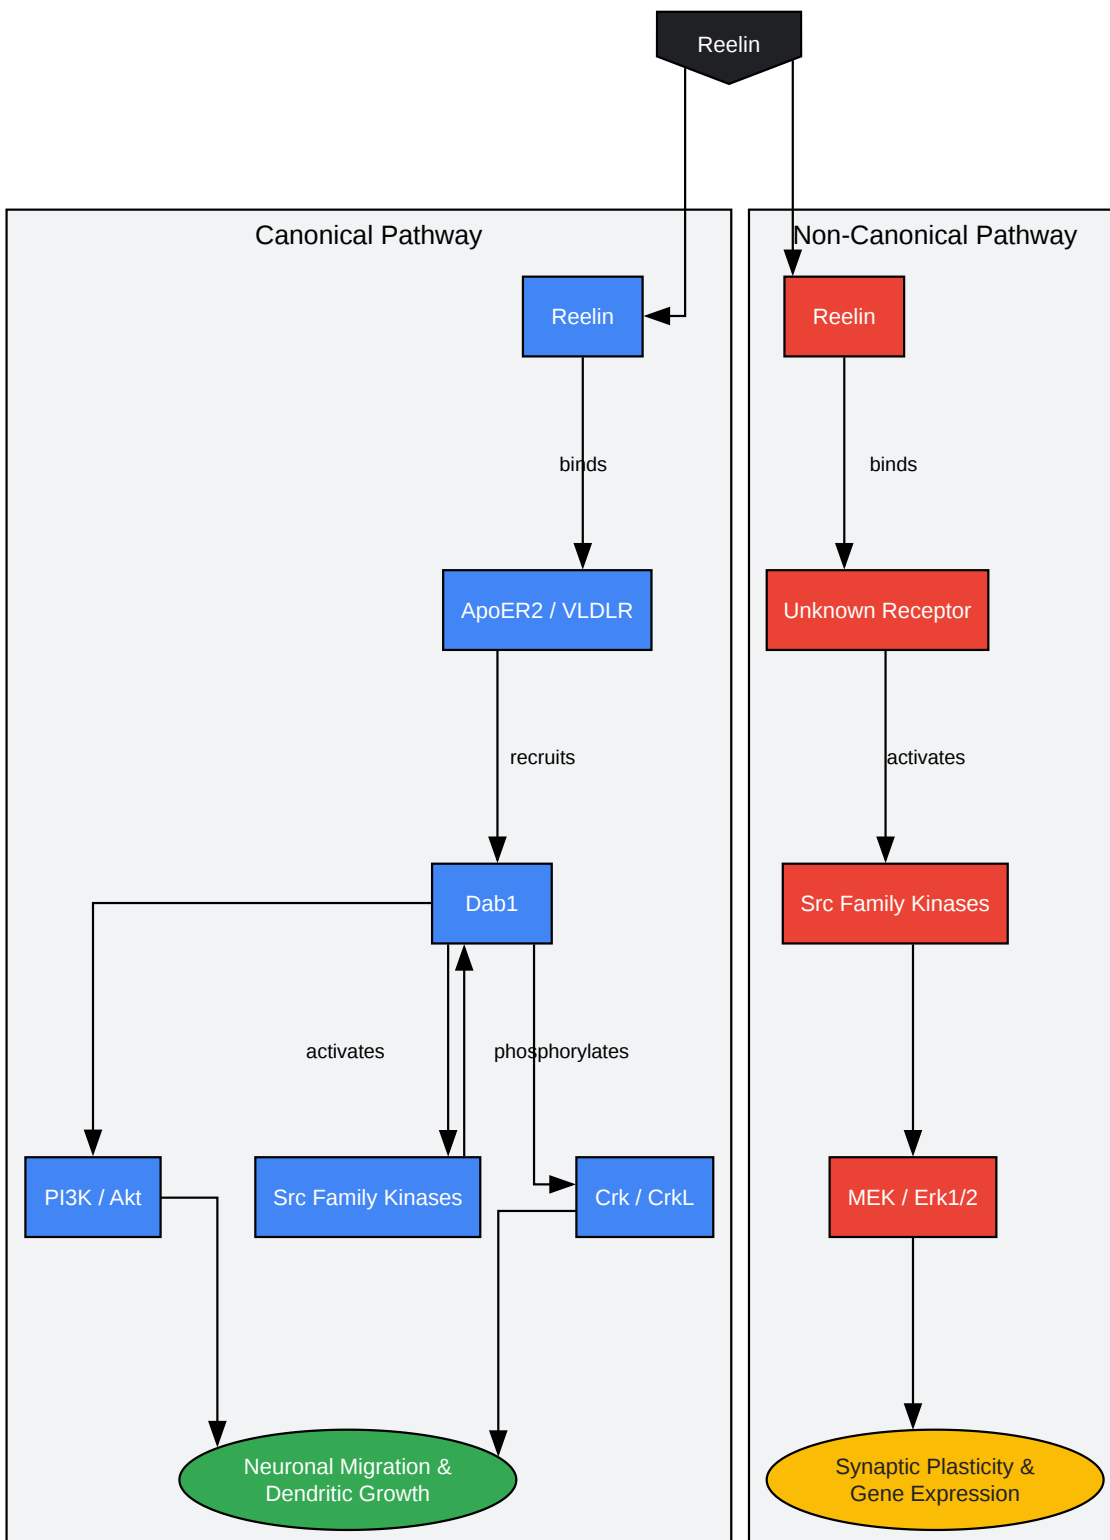 Reelin
Canonical Pathway
Non-Canonical Pathway
Reelin
Reelin
binds
binds
ApoER2 / VLDLR
Unknown Receptor
recruits
activates
Dab1
Src Family Kinases
activates
phosphorylates
PI3K / Akt
Src Family Kinases
Crk / CrkL
MEK / Erk1/2
Neuronal Migration &
Dendritic Growth
Synaptic Plasticity &
Gene Expression